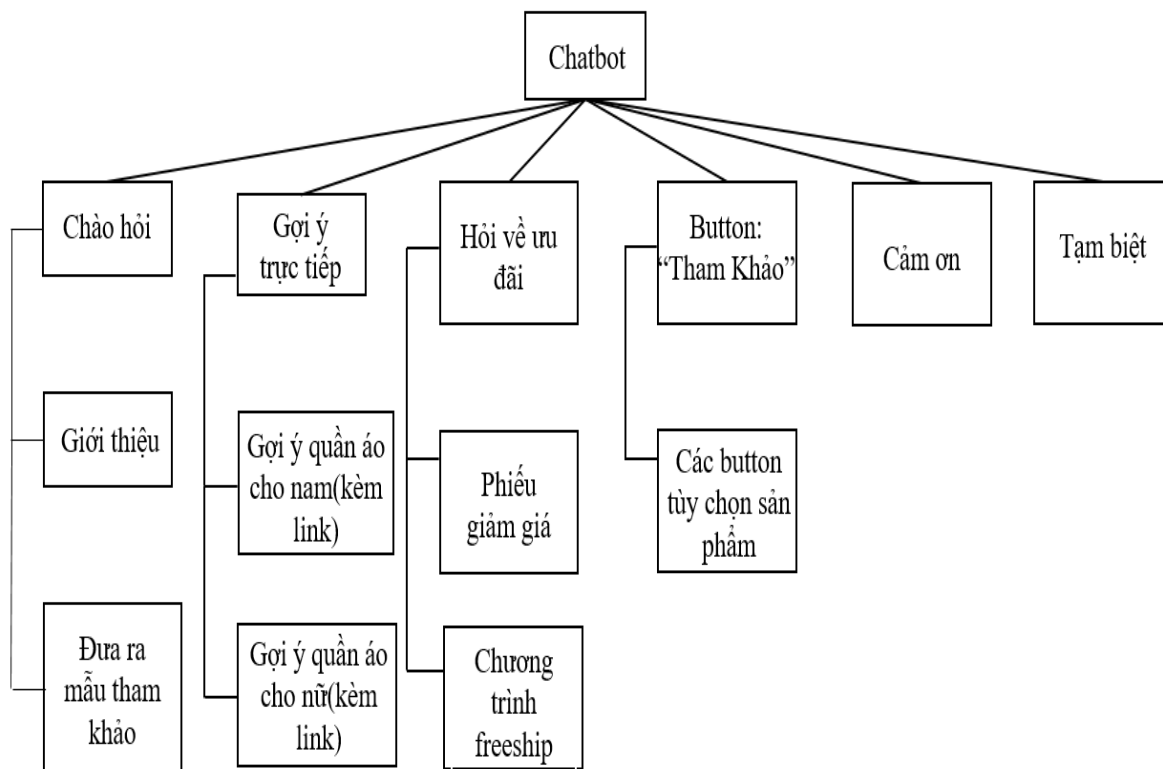 Chatbot
Chào hỏi
Gợi ý
trực tiếp
Hỏi về ưu
đãi
Button:
“Tham Khảo”
Cảm ơn
Tạm biệt
Giới thiệu
Gợi ý quần áo
cho nam(kèm
link)
Phiếu
giảm giá
Các button
tùy chọn sản
phẩm
Đưa ra
mẫu tham
khảo
Gợi ý quần áo
cho nữ(kèm
link)
Chương
trình
freeship